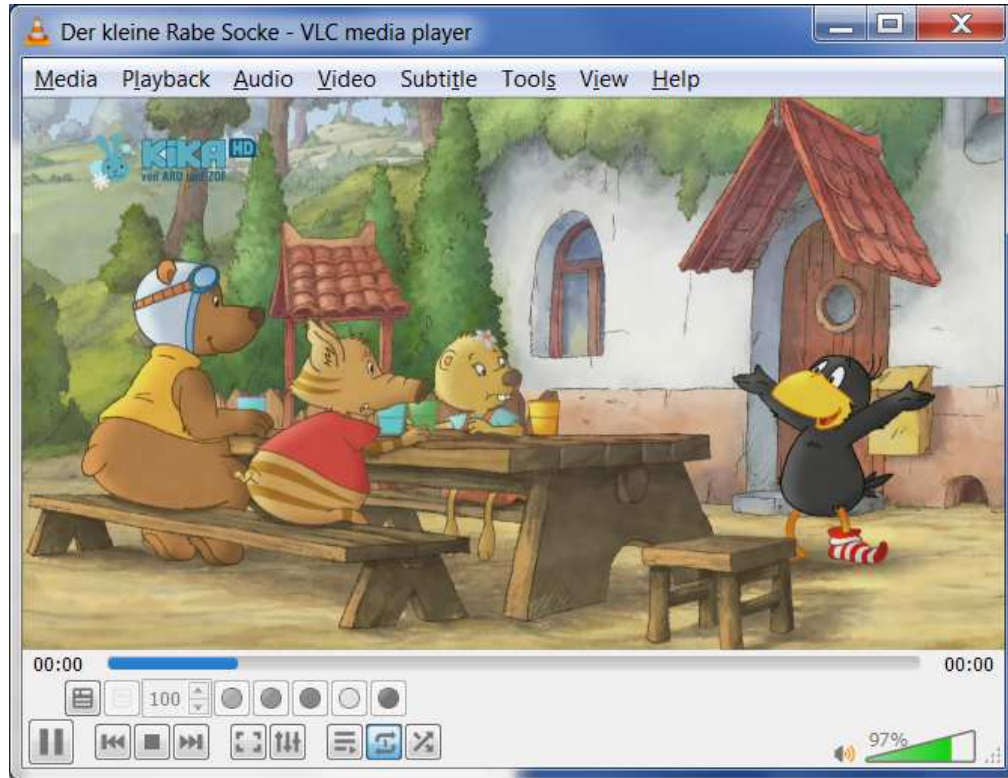 Der kleine Rabe Socke - VLC media player
Media Playback Audio Video Subtitle Tools View Help
KiKA HD
von ARD und ZDF
00:00 00:00
100
97%